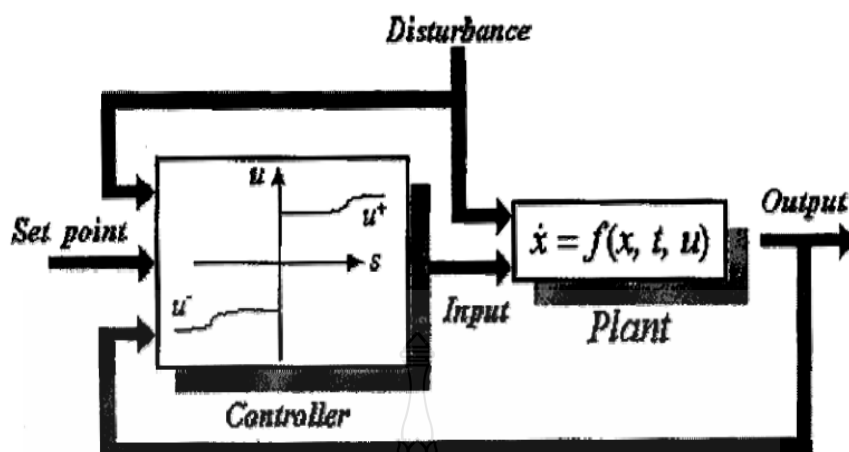 Disturbance
u
u⁺
Set point
s
Output
ẋ = f(x, t, u)
u⁻
Input
Plant
Controller